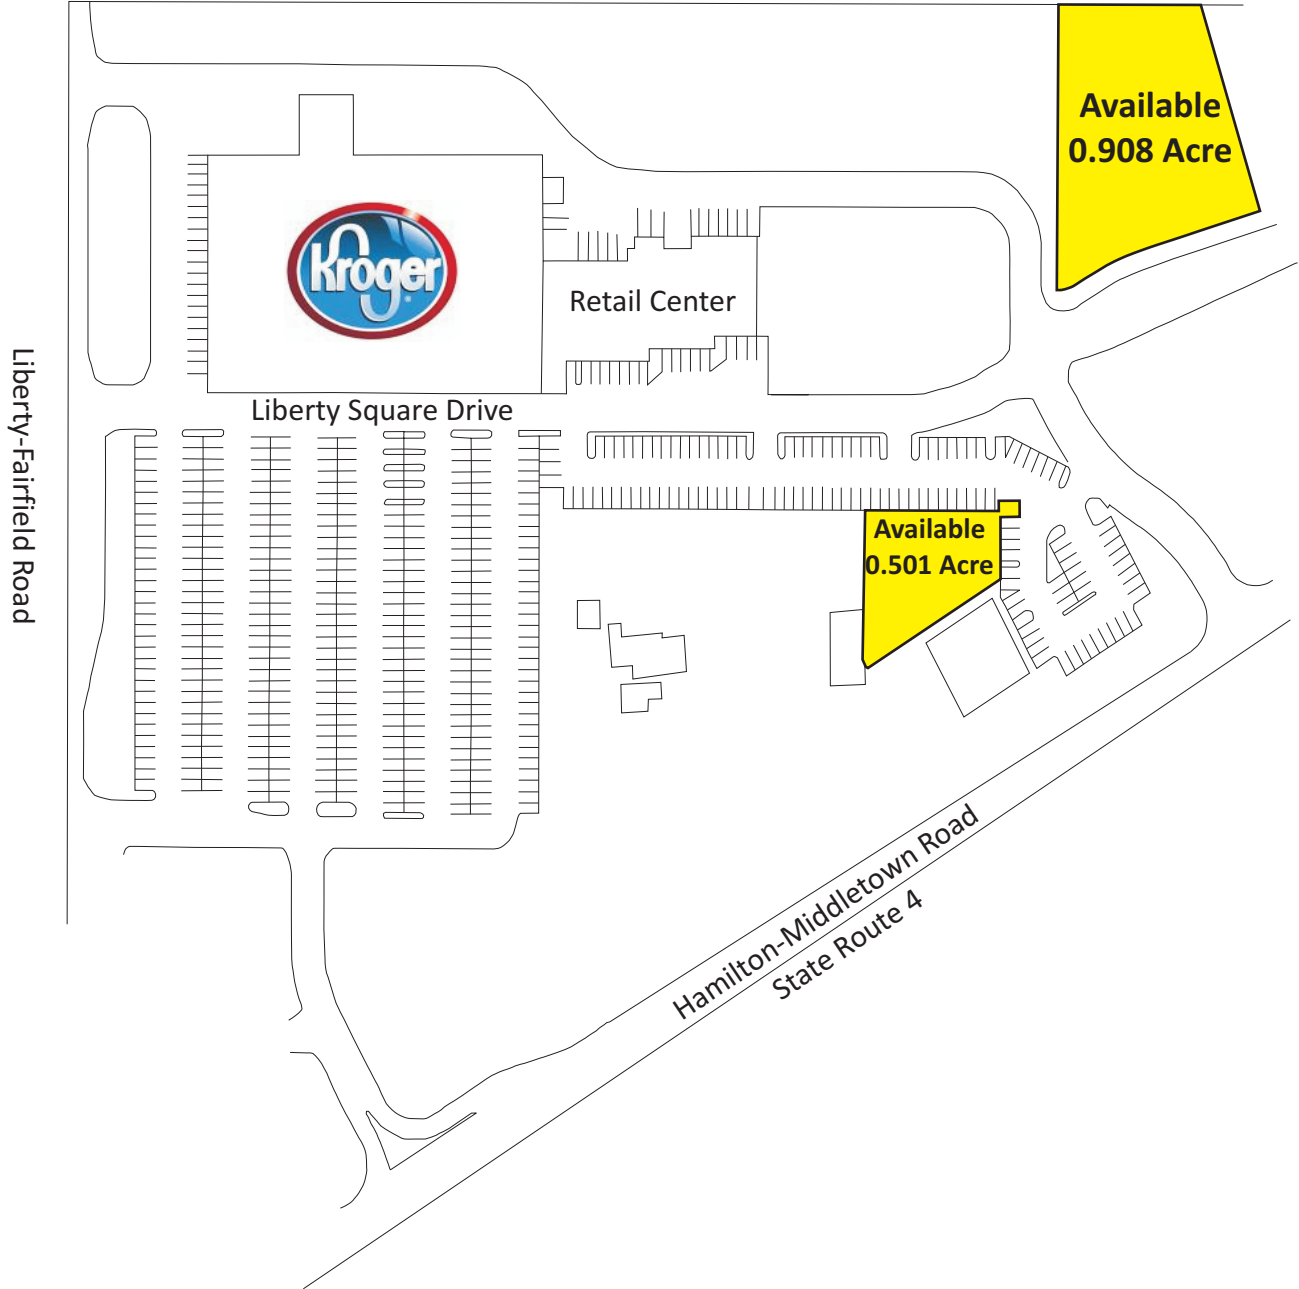 Available
0.908 Acre
Kroger
Retail Center
Liberty Square Drive
Liberty-Fairfield Road
Available
0.501 Acre
Hamilton-Middletown Road
State Route 4